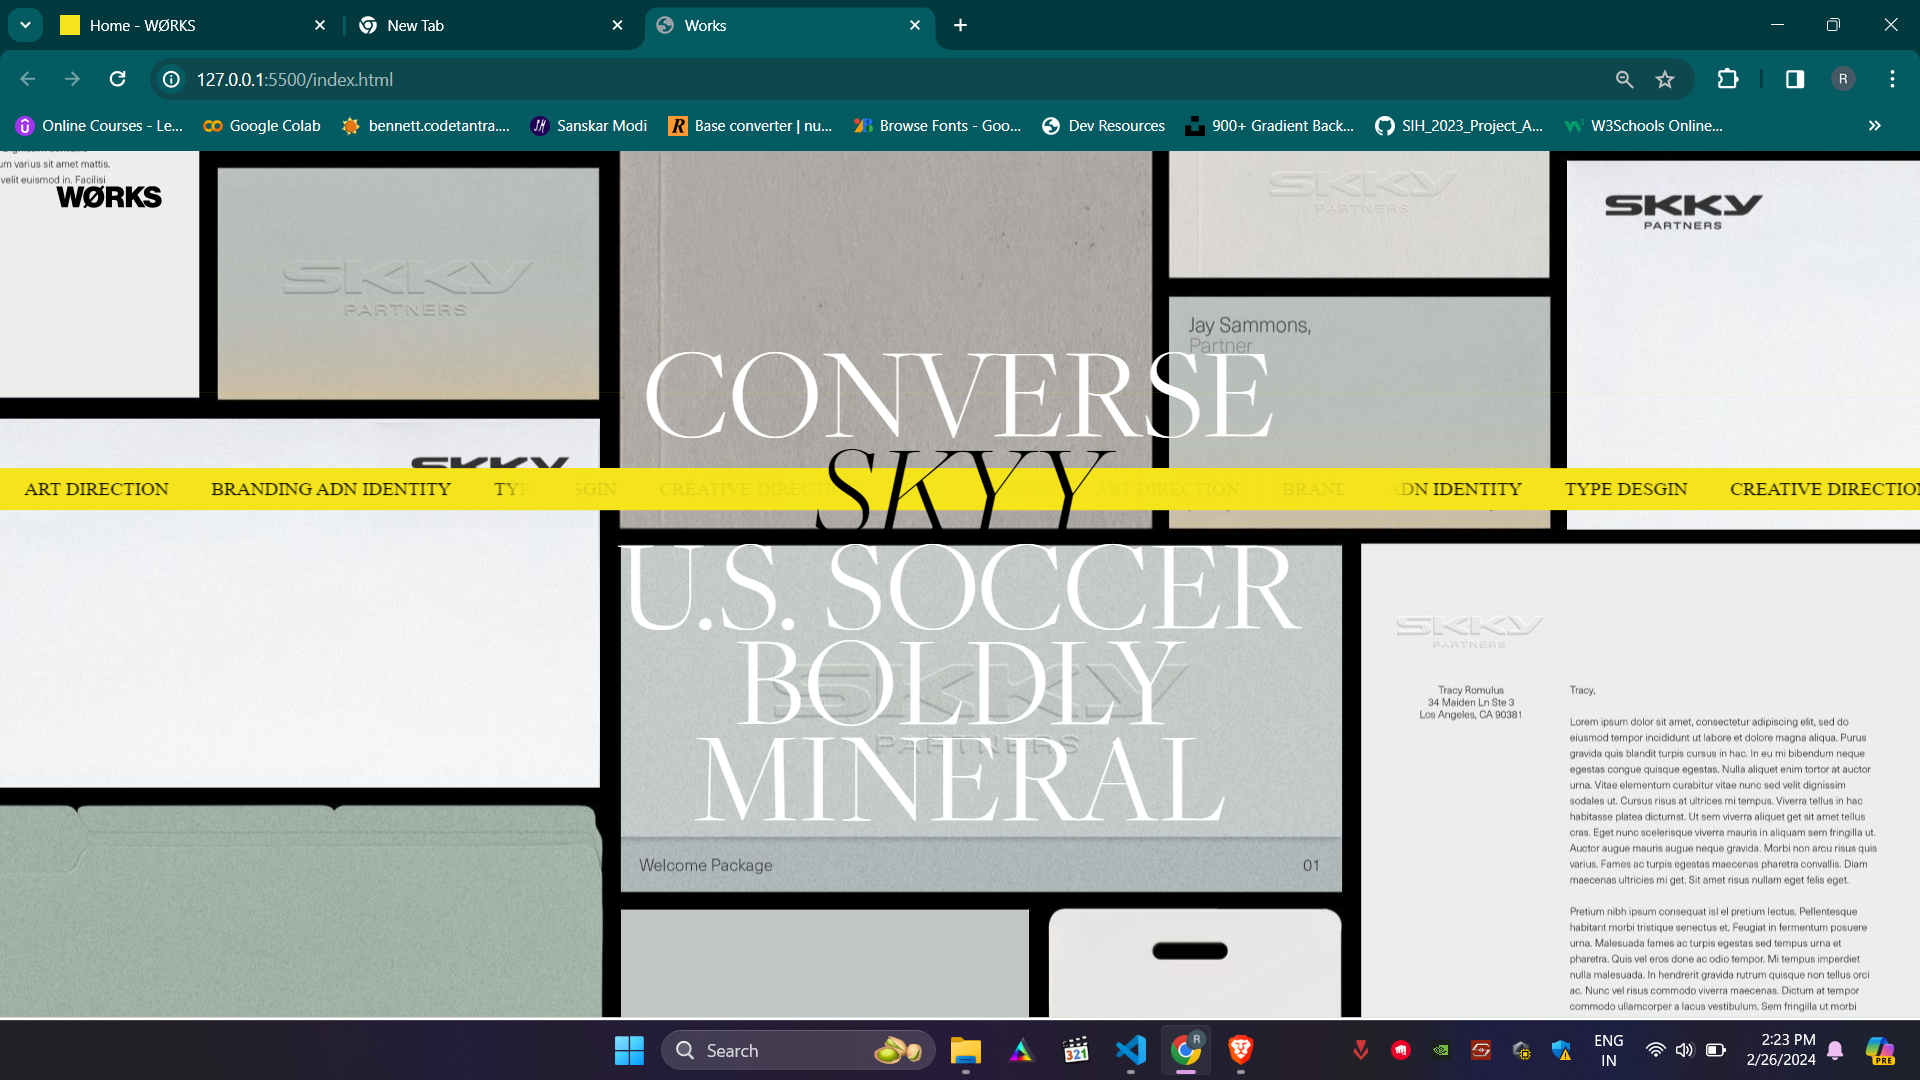 Home - WØRKS
New Tab
Works
127.0.0.1:5500/index.html
R
Online Courses - Le...
Google Colab
bennett.codetantra....
Sanskar Modi
Base converter | nu...
Browse Fonts - Goo...
Dev Resources
900+ Gradient Back...
SIH_2023_Project_A...
W3Schools Online...
um varius sit amet mattis.
velit euismod in. Facilisi
WØRKS
SKKY
PARTNERS
SKKY
PARTNERS
SKKY
PARTNERS
Jay Sammons,
Partner
CONVERSE
SKKY
ART DIRECTION BRANDING ADN IDENTITY TY SGIN CREATIVE DIRECT ART DIRECTION BRAND ADN IDENTITY TYPE DESGIN CREATIVE DIRECTIO
SKYY
U.S. SOCCER
BOLDLY
MINERAL
SKKY
PARTNERS
Welcome Package 01
SKKY
PARTNERS
Tracy Romulus
34 Maiden Ln Ste 3
Los Angeles, CA 90381
Tracy,
Lorem ipsum dolor sit amet, consectetur adipiscing elit, sed do
eiusmod tempor incididunt ut labore et dolore magna aliqua. Purus
gravida quis blandit turpis cursus in hac. In eu mi bibendum neque
egestas congue quisque egestas. Nulla aliquet enim tortor at auctor
urna. Vitae elementum curabitur vitae nunc sed velit dignissim
sodales ut. Cursus risus at ultrices mi tempus. Viverra tellus in hac
habitasse platea dictumst. Ut sem viverra aliquet get sit amet tellus
cras. Eget nunc scelerisque viverra mauris in aliquam sem fringilla ut.
Auctor augue mauris augue neque gravida. Morbi non arcu risus quis
varius. Fames ac turpis egestas maecenas pharetra convallis. Diam
maecenas ultricies mi get. Sit amet risus nullam eget felis eget.
Pretium nibh ipsum consequat isl el pretium lectus. Pellentesque
habitant morbi tristique senectus et. Feugiat in fermentum posuere
urna. Malesuada fames ac turpis egestas sed tempus urna et
pharetra. Quis vel eros done ac odio tempor. Mi tempus imperdiet
nulla malesuada. In hendrerit gravida rutrum quisque non tellus orci
ac. Nunc vel risus commodo viverra maecenas. Dictum at tempor
commodo ullamcorper a lacus vestibulum. Sem fringilla ut morbi
Search
321
R
ENG
IN
2:23 PM
2/26/2024
PRE